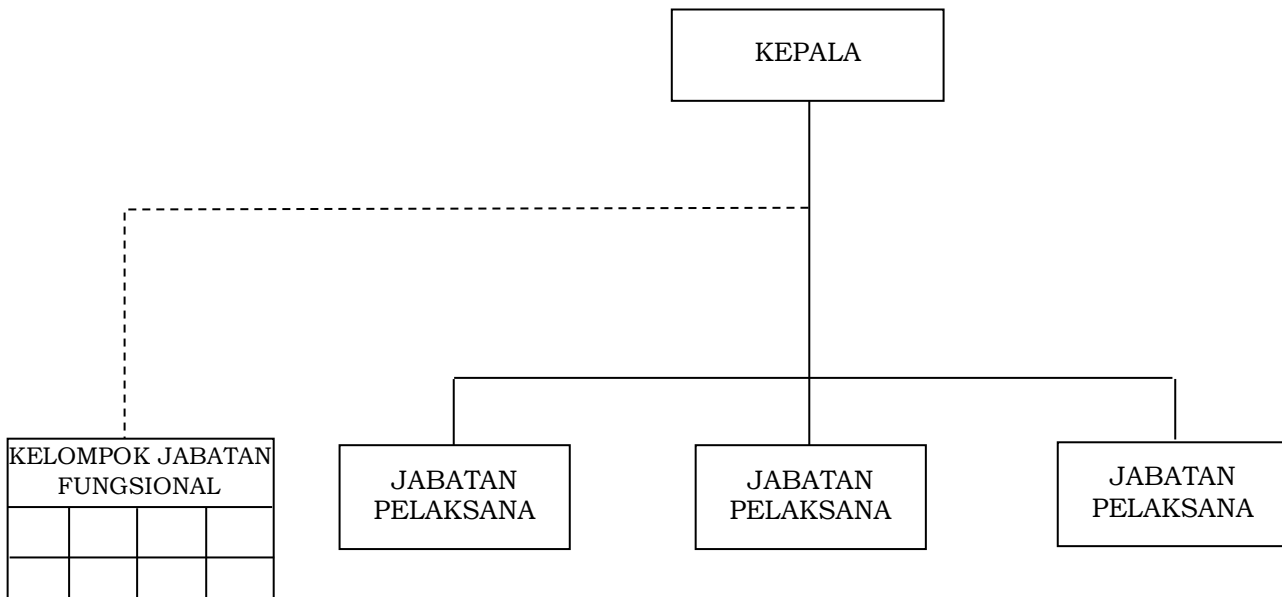 KEPALA
KELOMPOK JABATAN
FUNGSIONAL
JABATAN
PELAKSANA
JABATAN
PELAKSANA
JABATAN
PELAKSANA